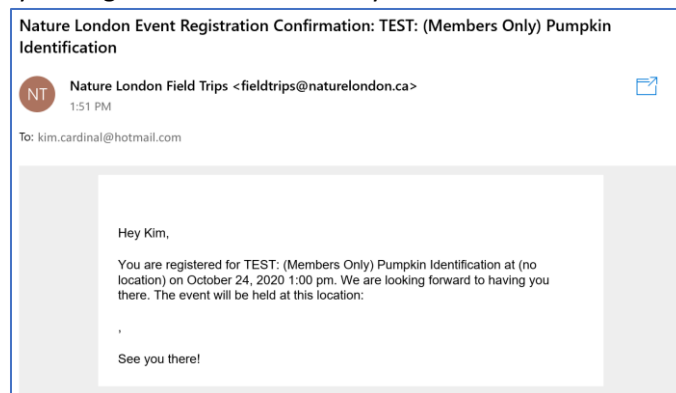 Nature London Event Registration Confirmation: TEST: (Members Only) Pumpkin
Identification
NT
Nature London Field Trips <fieldtrips@naturelondon.ca>
1:51 PM
To: kim.cardinal@hotmail.com
Hey Kim,
You are registered for TEST: (Members Only) Pumpkin Identification at (no
location) on October 24, 2020 1:00 pm. We are looking forward to having you
there. The event will be held at this location:
,
See you there!